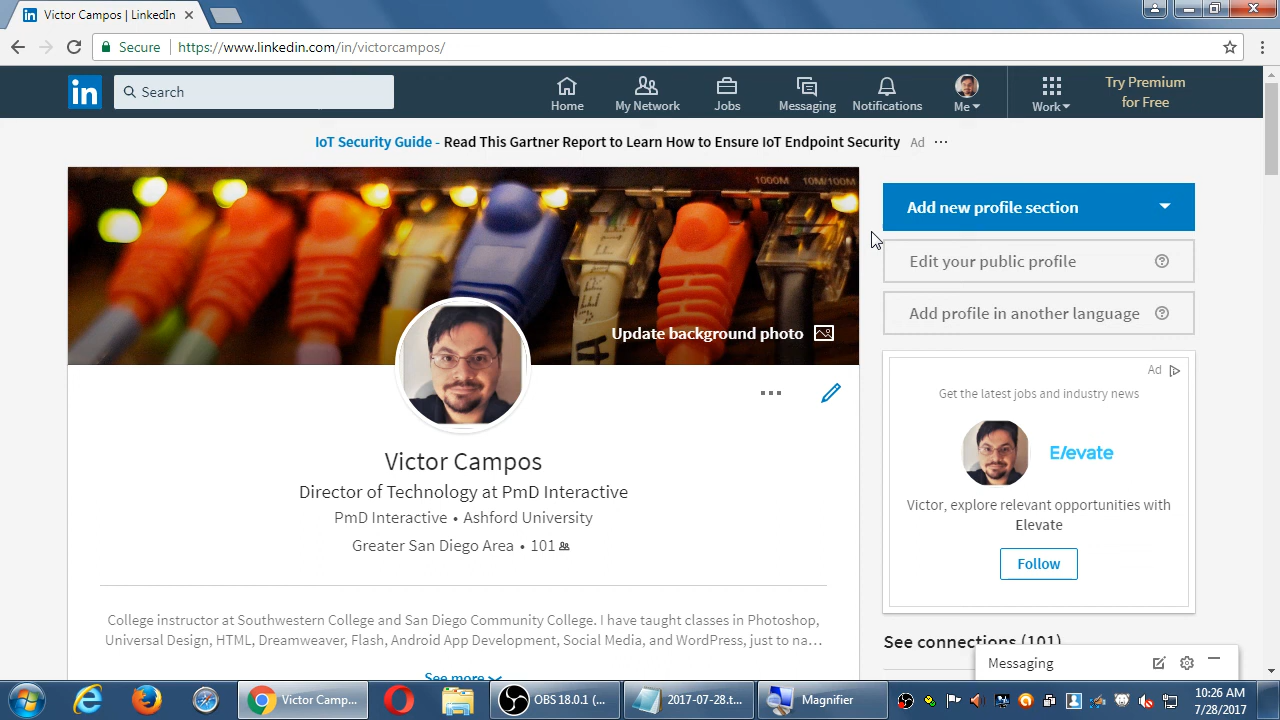 Victor Campos | LinkedIn
Secure https://www.linkedin.com/in/victorcampos/
in Search Home My Network Jobs Messaging Notifications Me Work Try Premium for Free
IoT Security Guide - Read This Gartner Report to Learn How to Ensure IoT Endpoint Security Ad
1000M 10M/100M
Update background photo
Victor Campos
Director of Technology at PmD Interactive
PmD Interactive • Ashford University
Greater San Diego Area • 101
College instructor at Southwestern College and San Diego Community College. I have taught classes in Photoshop,
Universal Design, HTML, Dreamweaver, Flash, Android App Development, Social Media, and WordPress, just to na...
See more
Add new profile section
Edit your public profile
Add profile in another language
Ad
Get the latest jobs and industry news
Elevate
Victor, explore relevant opportunities with
Elevate
Follow
See connections (101)
Messaging
Victor Camp...
OBS 18.0.1 (...
2017-07-28.t...
Magnifier
10:26 AM
7/28/2017